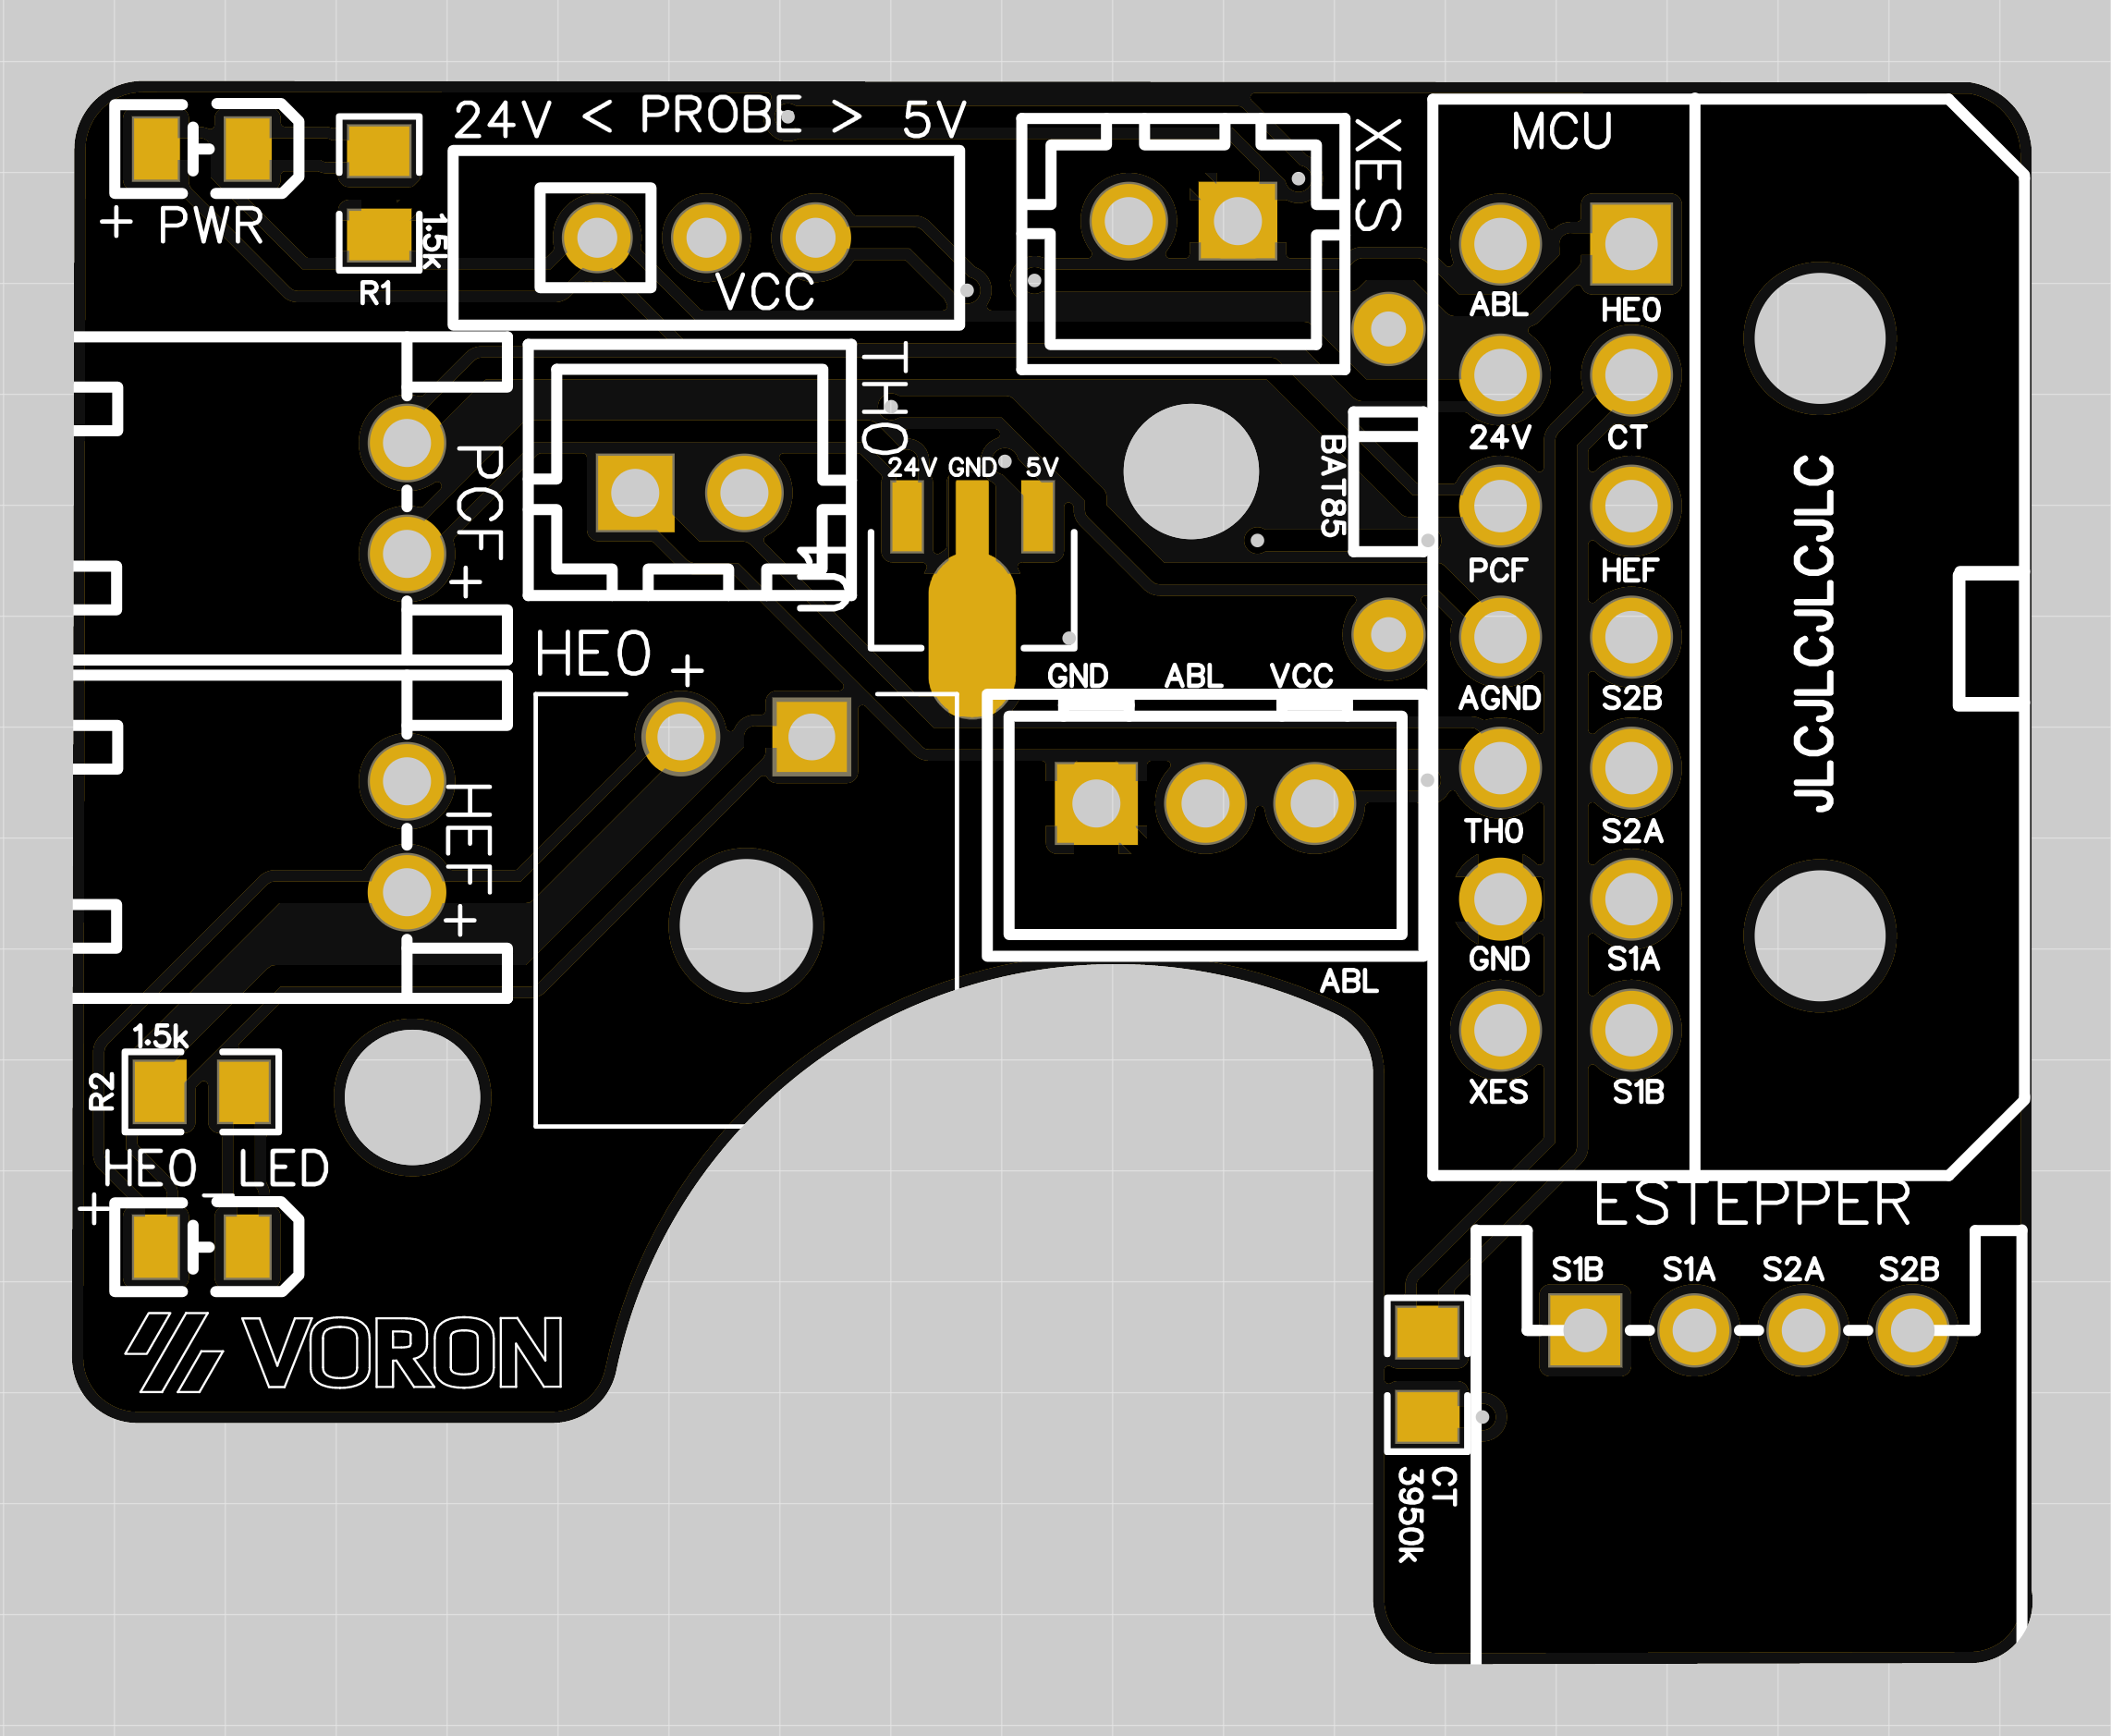 24V < PROBE > 5V
MCU
XES
+ PWR
1.5k
R1
VCC
ABL
HE0
TH0
24V
CT
BAT85
PCF+
24V GND 5V
JLCJLCJLCJLC
PCF
HEF
U1
HE0 +
GND
ABL
VCC
AGND
S2B
HEF+
TH0
S2A
GND
S1A
ABL
1.5k
R2
XES
S1B
HE0 LED
+ -
ESTEPPER
S1B
S1A
S2A
S2B
VORON
CT
3950k